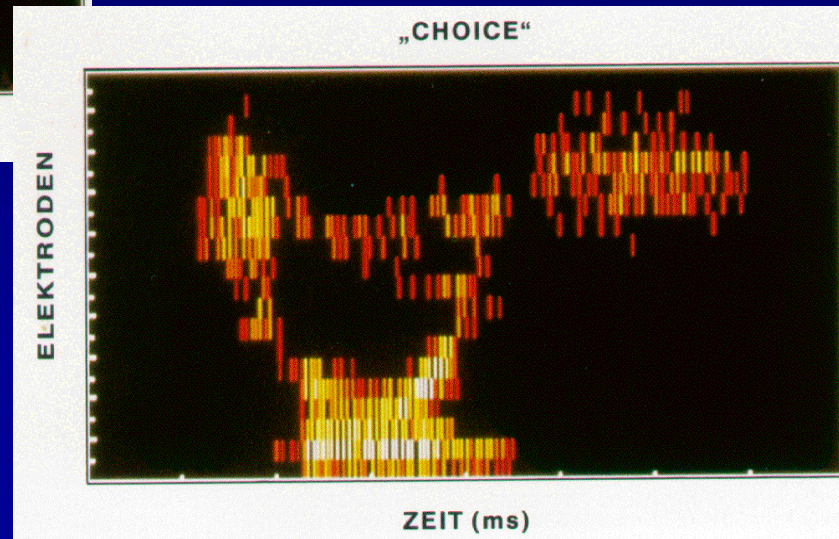 „CHOICE“
ELEKTRODEN
ZEIT (ms)